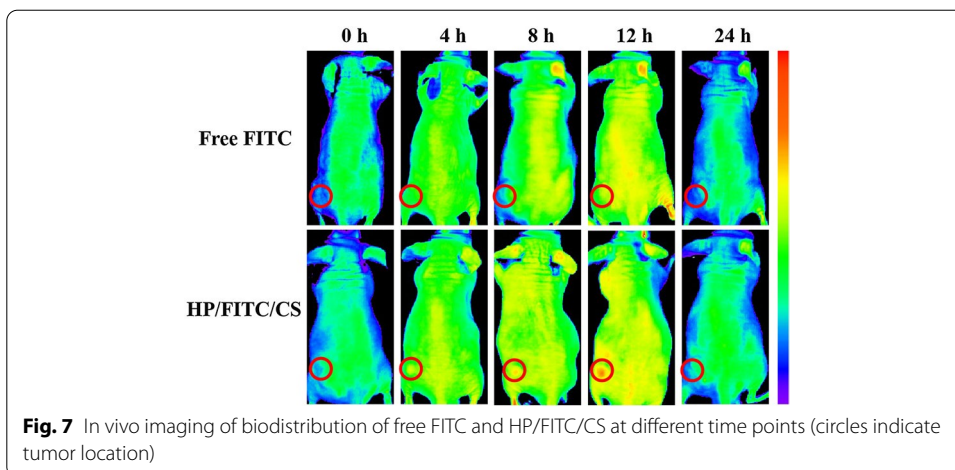 0 h 4 h 8 h 12 h 24 h
Free FITC
HP/FITC/CS
Fig. 7 In vivo imaging of biodistribution of free FITC and HP/FITC/CS at different time points (circles indicate
tumor location)